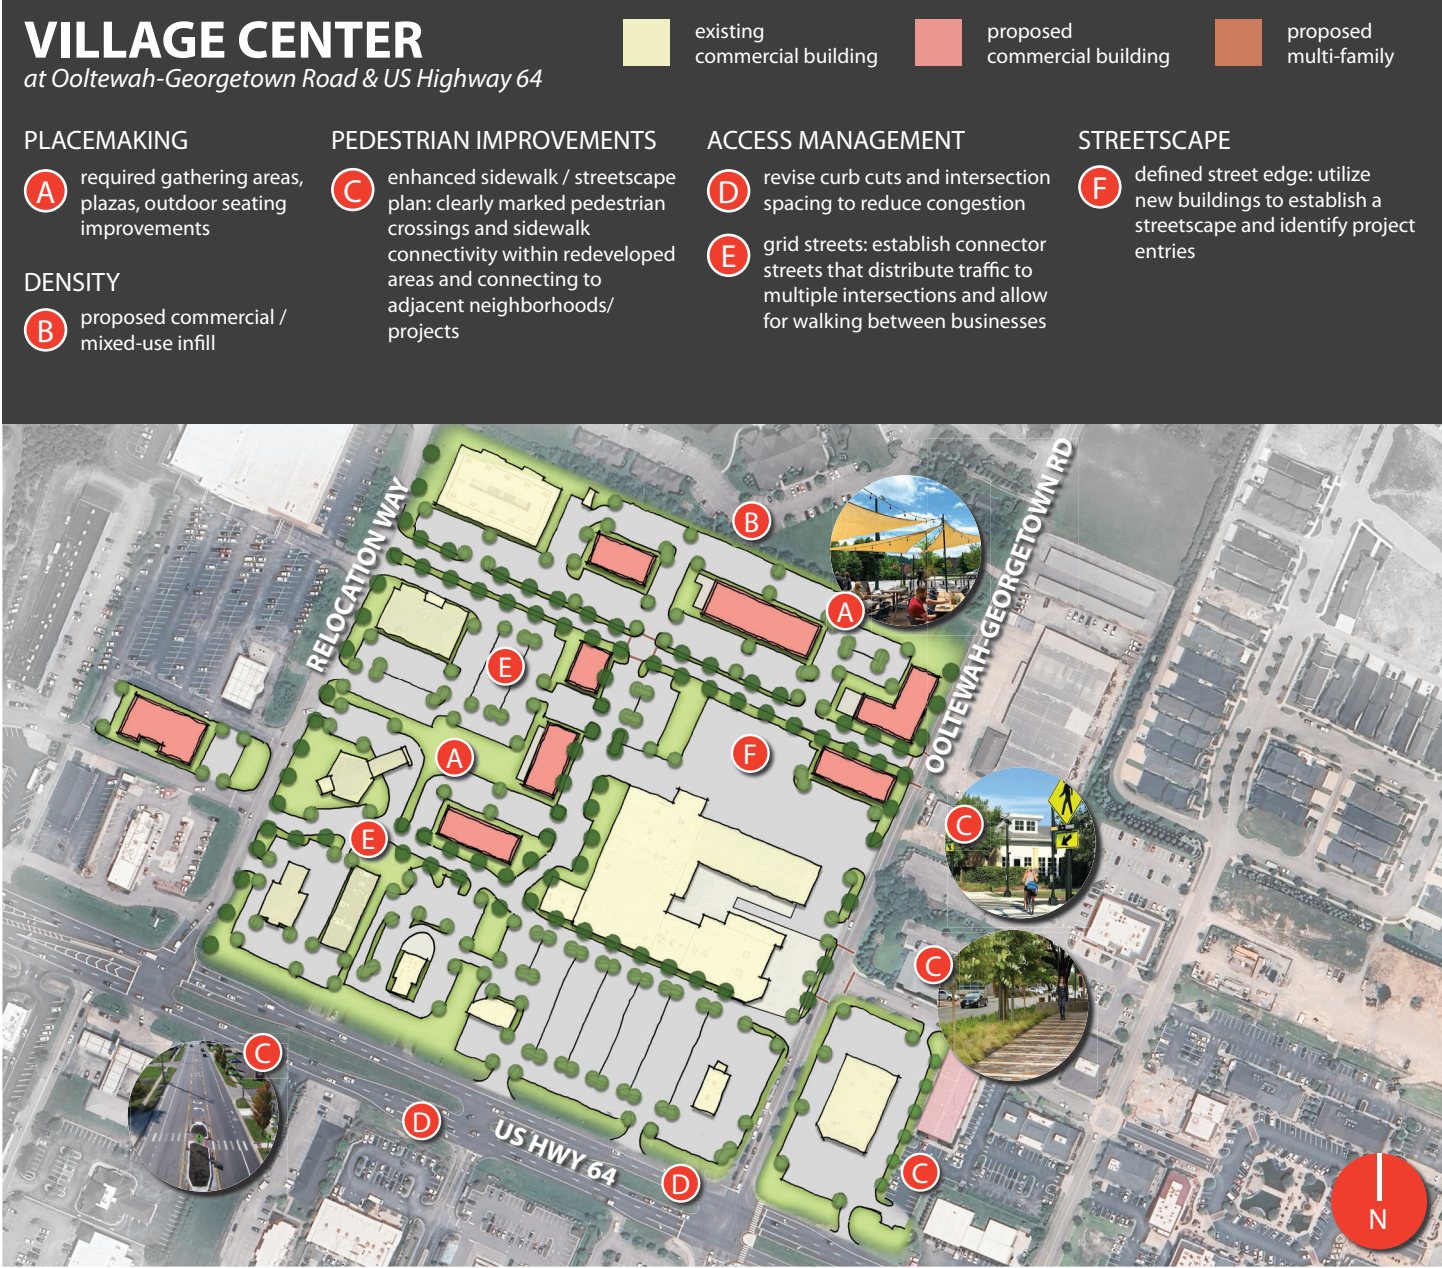 VILLAGE CENTER
at Ooltewah-Georgetown Road & US Highway 64
existing
commercial building
proposed
commercial building
proposed
multi-family
PLACEMAKING
A
required gathering areas,
plazas, outdoor seating
improvements
DENSITY
B
proposed commercial /
mixed-use infill
PEDESTRIAN IMPROVEMENTS
C
enhanced sidewalk / streetscape
plan: clearly marked pedestrian
crossings and sidewalk
connectivity within redeveloped
areas and connecting to
adjacent neighborhoods/
projects
ACCESS MANAGEMENT
D
revise curb cuts and intersection
spacing to reduce congestion
E
grid streets: establish connector
streets that distribute traffic to
multiple intersections and allow
for walking between businesses
STREETSCAPE
F
defined street edge: utilize
new buildings to establish a
streetscape and identify project
entries
RELOCATION WAY
OOLTEWAH-GEORGETOWN RD
B
A
E
A
F
E
C
C
C
D
US HWY 64
D
C
N